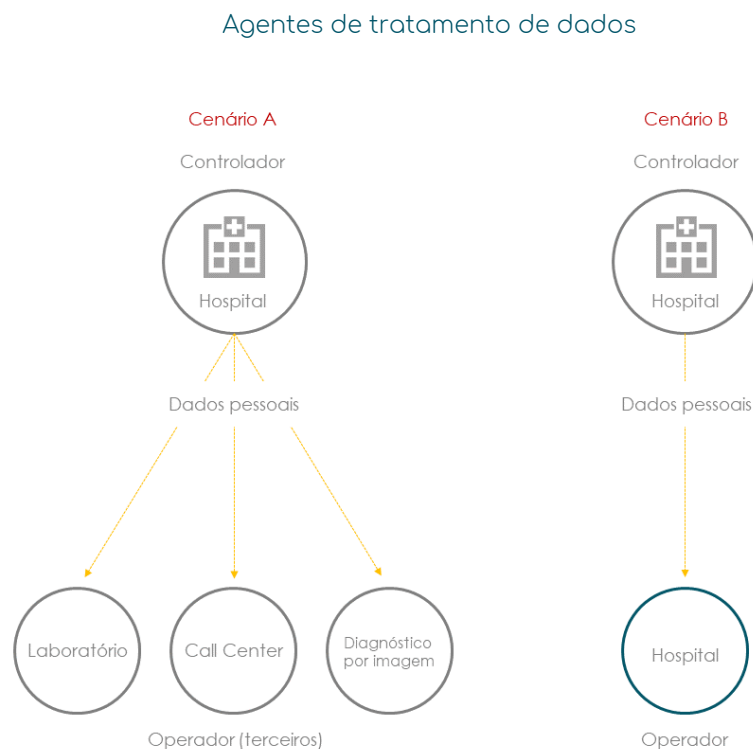 Agentes de tratamento de dados
Cenário A
Controlador
Hospital
Dados pessoais
Laboratório
Call Center
Diagnóstico
por imagem
Operador (terceiros)
Cenário B
Controlador
Hospital
Dados pessoais
Hospital
Operador